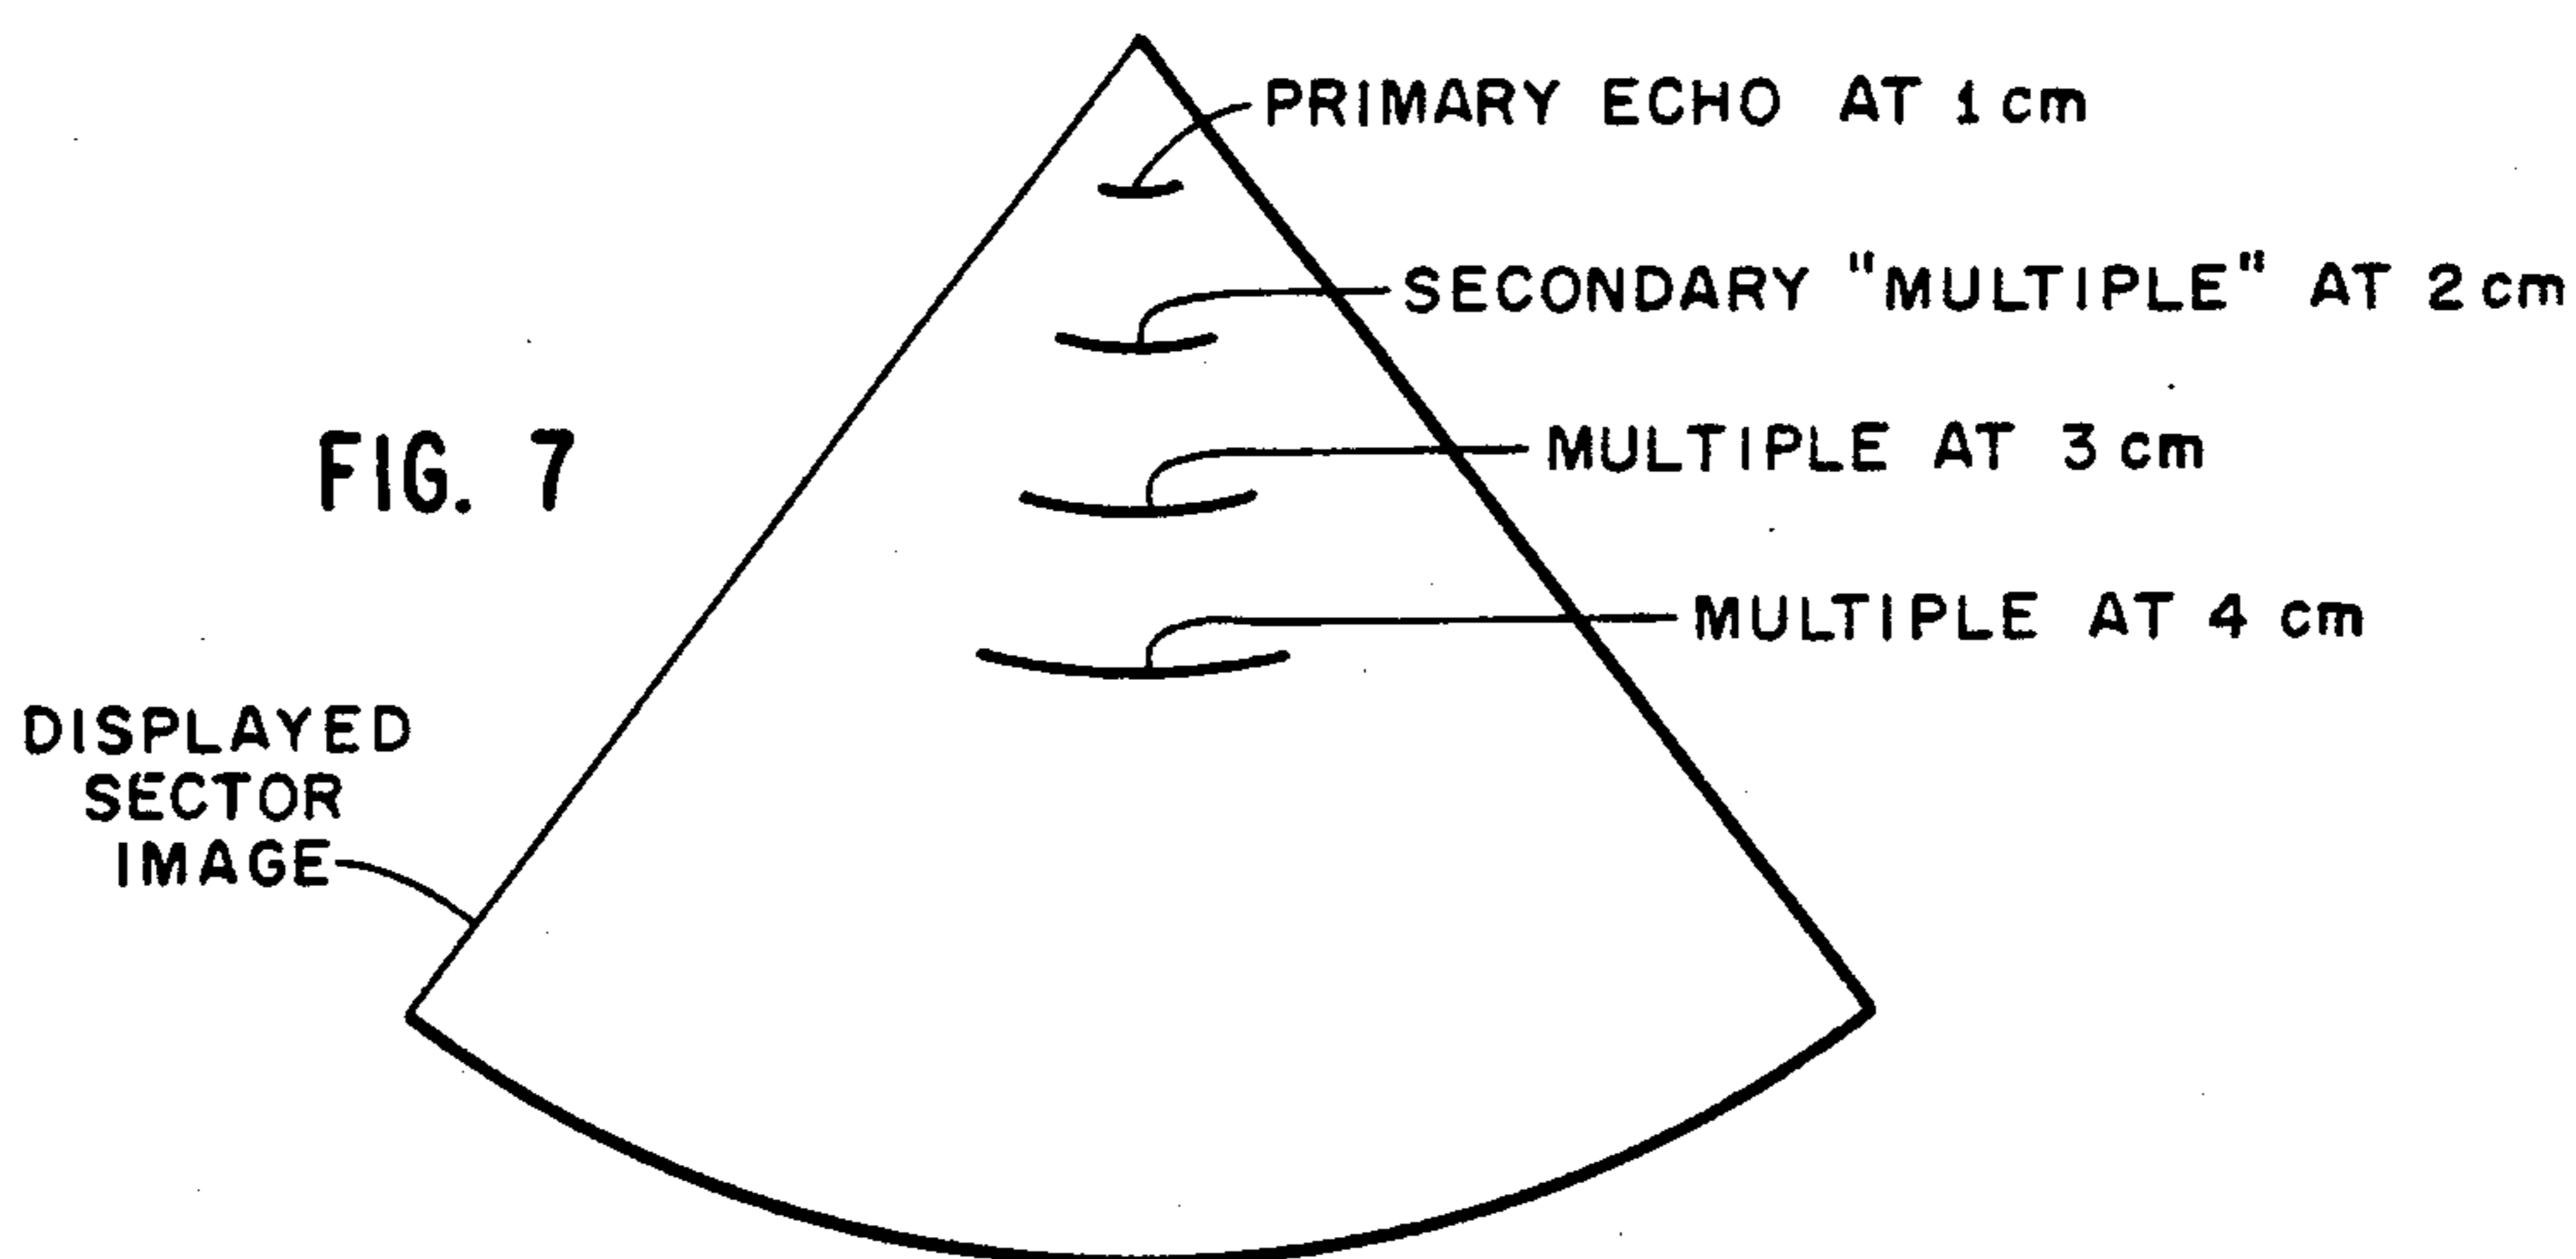 PRIMARY ECHO AT 1 cm
SECONDARY "MULTIPLE" AT 2 cm
FIG. 7
MULTIPLE AT 3 cm
MULTIPLE AT 4 cm
DISPLAYED
SECTOR
IMAGE